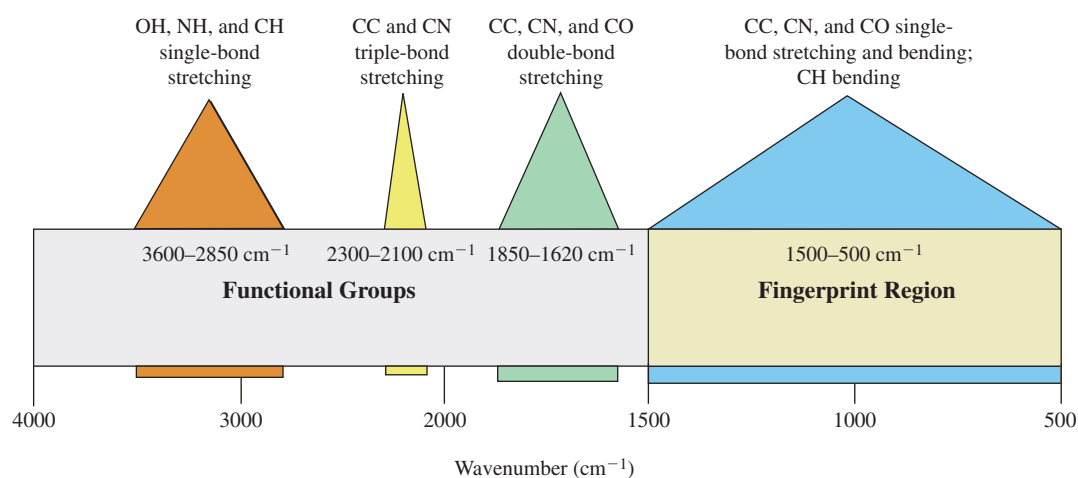 OH, NH, and CH
single-bond
stretching
CC and CN
triple-bond
stretching
CC, CN, and CO
double-bond
stretching
CC, CN, and CO single-
bond stretching and bending;
CH bending
3600–2850 cm⁻¹
2300–2100 cm⁻¹
1850–1620 cm⁻¹
1500–500 cm⁻¹
Functional Groups
Fingerprint Region
4000
3000
2000
1500
1000
500
Wavenumber (cm⁻¹)